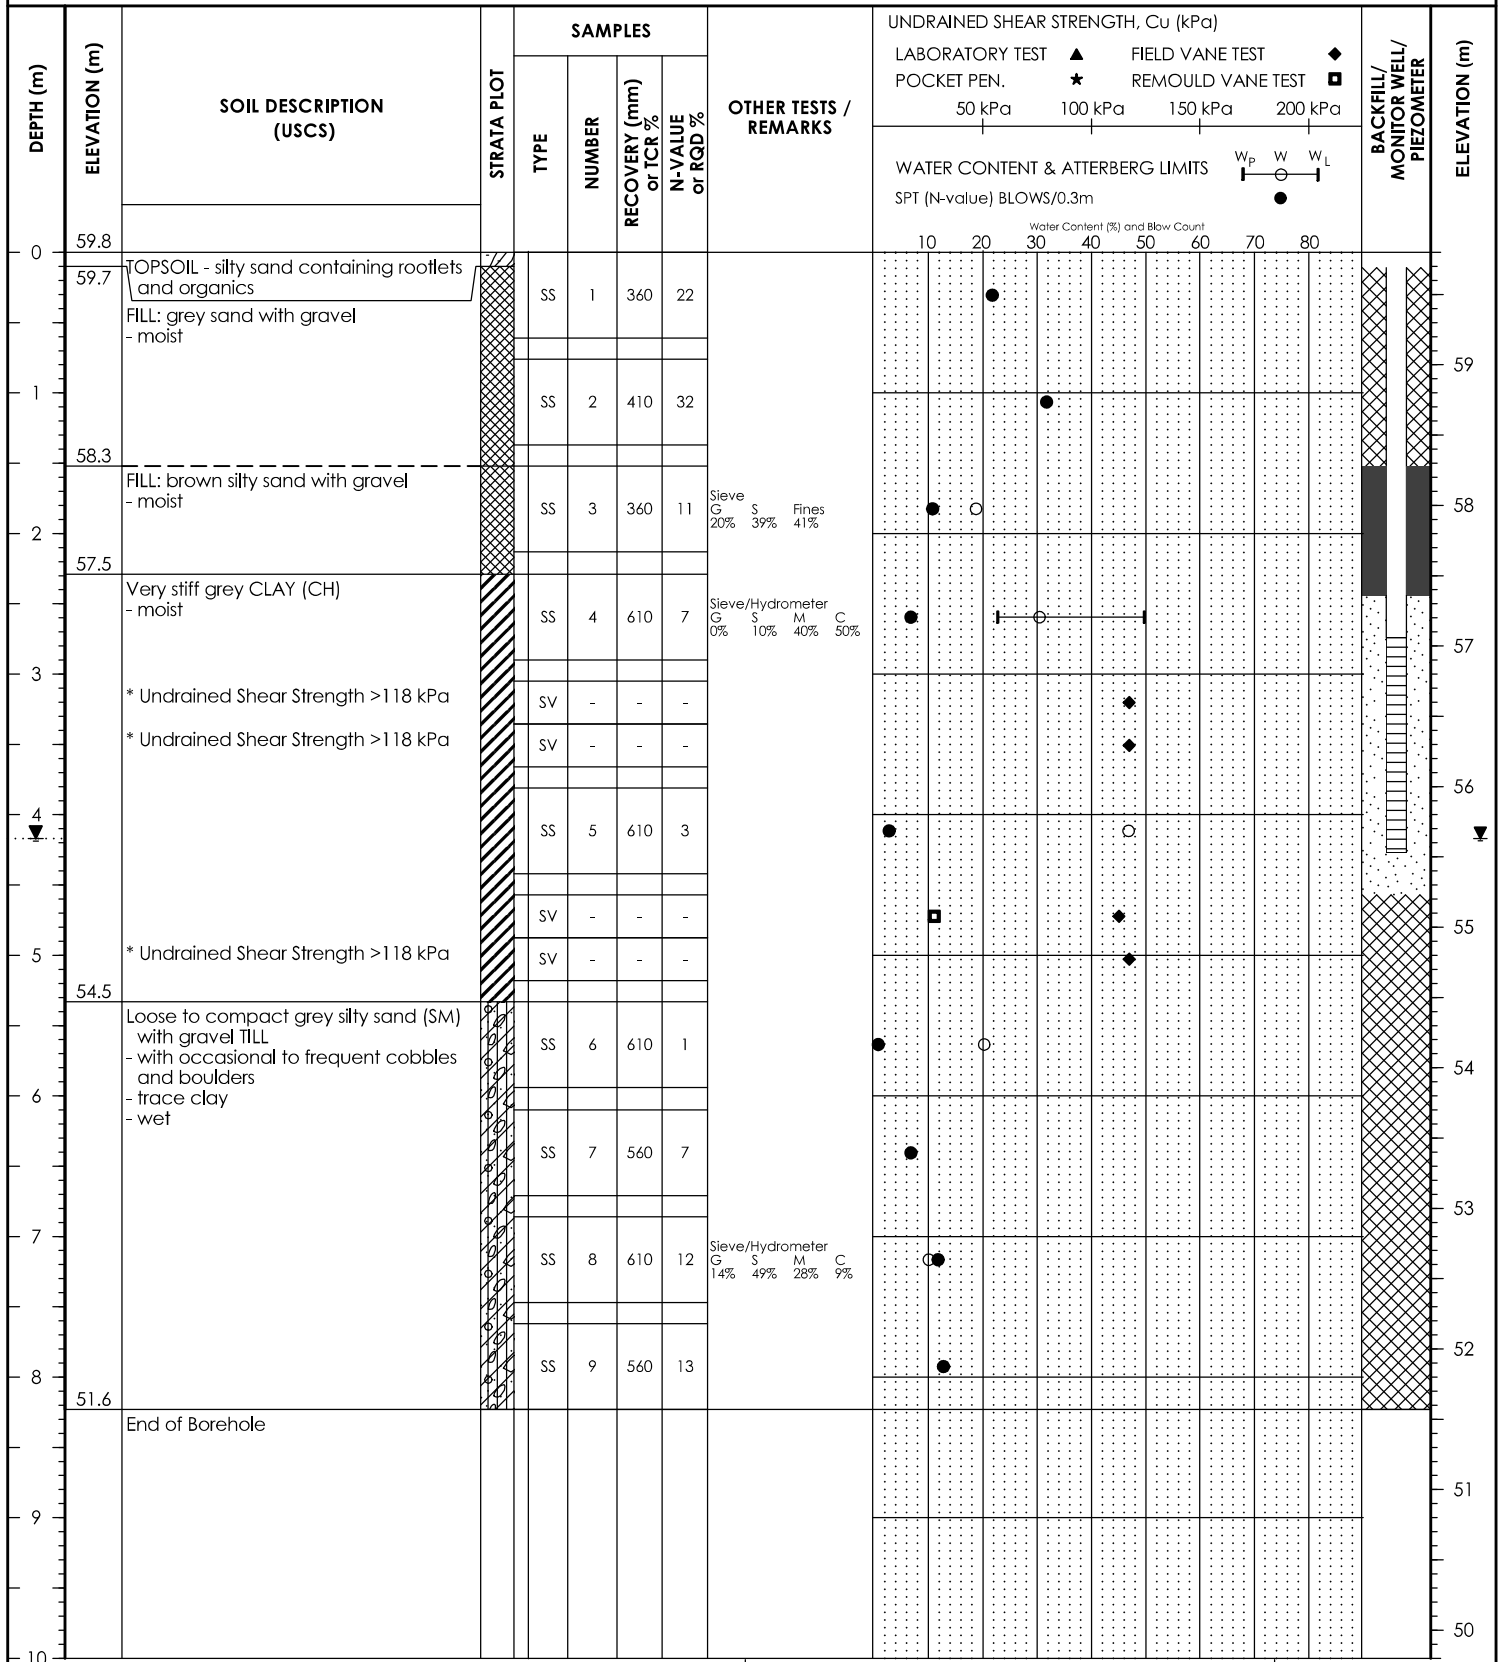 DEPTH (m)
ELEVATION (m)
SOIL DESCRIPTION
(USCS)
STRATA PLOT
SAMPLES
TYPE
NUMBER
RECOVERY (mm)
or TCR %
N-VALUE
or RQD %
OTHER TESTS /
REMARKS
UNDRAINED SHEAR STRENGTH, Cu (kPa)
LABORATORY TEST FIELD VANE TEST
POCKET PEN. REMOULD VANE TEST
50 kPa 100 kPa 150 kPa 200 kPa
WATER CONTENT & ATTERBERG LIMITS WP W WL
SPT (N-value) BLOWS/0.3m
Water Content (%) and Blow Count
10 20 30 40 50 60 70 80
BACKFILL/
MONITOR WELL/
PIEZOMETER
ELEVATION (m)
0 59.8
TOPSOIL - silty sand containing rootlets
and organics
59.7
SS 1 360 22
FILL: grey sand with gravel
- moist
59
1
SS 2 410 32
58.3
FILL: brown silty sand with gravel
- moist
SS 3 360 11
Sieve
G S Fines
20% 39% 41%
58
2
57.5
Very stiff grey CLAY (CH)
- moist
SS 4 610 7
Sieve/Hydrometer
G S M C
0% 10% 40% 50%
57
3
* Undrained Shear Strength >118 kPa
SV - - -
* Undrained Shear Strength >118 kPa
SV - - -
56
4
SS 5 610 3
SV - - -
55
5
* Undrained Shear Strength >118 kPa
SV - - -
54.5
Loose to compact grey silty sand (SM)
with gravel TILL
- with occasional to frequent cobbles
and boulders
- trace clay
- wet
SS 6 610 1
54
6
SS 7 560 7
53
7
SS 8 610 12
Sieve/Hydrometer
G S M C
14% 49% 28% 9%
52
8
SS 9 560 13
51.6
End of Borehole
51
9
50
10